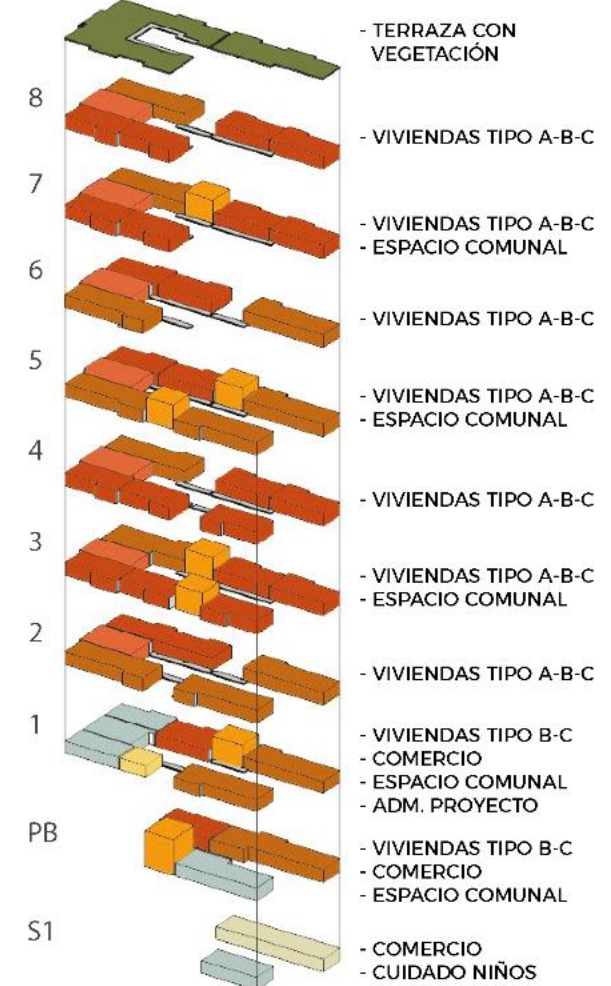 - TERRAZA CON
VEGETACIÓN
8
- VIVIENDAS TIPO A-B-C
7
- VIVIENDAS TIPO A-B-C
- ESPACIO COMUNAL
6
- VIVIENDAS TIPO A-B-C
5
- VIVIENDAS TIPO A-B-C
- ESPACIO COMUNAL
4
- VIVIENDAS TIPO A-B-C
3
- VIVIENDAS TIPO A-B-C
- ESPACIO COMUNAL
2
- VIVIENDAS TIPO A-B-C
1
- VIVIENDAS TIPO B-C
- COMERCIO
- ESPACIO COMUNAL
- ADM. PROYECTO
PB
- VIVIENDAS TIPO B-C
- COMERCIO
- ESPACIO COMUNAL
S1
- COMERCIO
- CUIDADO NIÑOS